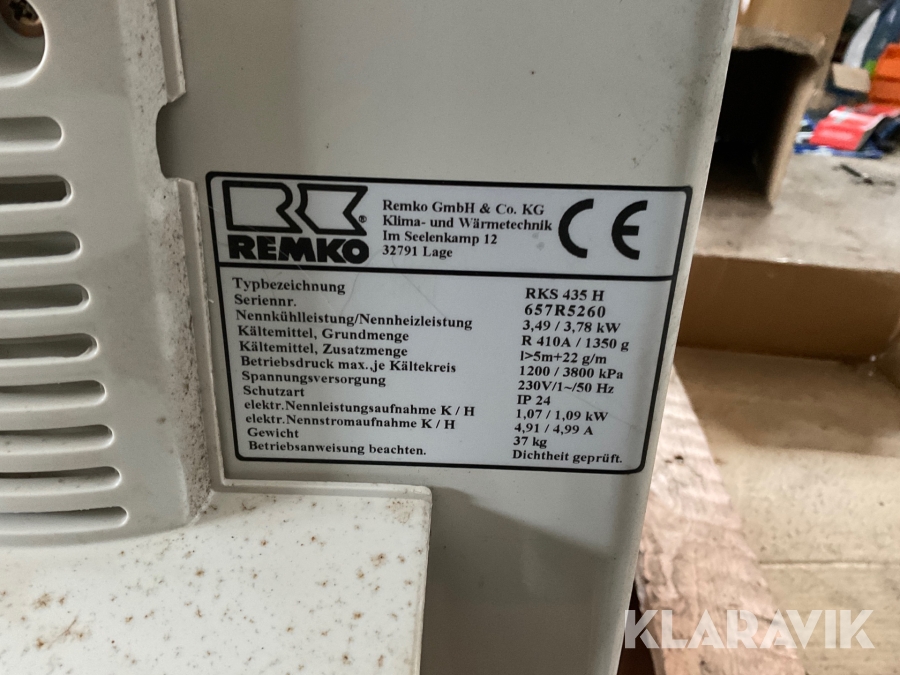 REMKO
Remko GmbH & Co. KG
Klima- und Wärmetechnik
Im Seelenkamp 12
32791 Lage
CE
Typbezeichnung RKS 435 H
Seriennr. 657R5260
Nennkühlleistung/Nennheizleistung 3,49 / 3,78 kW
Kältemittel, Grundmenge R 410A / 1350 g
Kältemittel, Zusatzmenge l>5m+22 g/m
Betriebsdruck max..je Kältekreis 1200 / 3800 kPa
Spannungsversorgung 230V/1~/50 Hz
Schutzart IP 24
elektr.Nennleistungsaufnahme K / H 1,07 / 1,09 kW
elektr.Nennstromaufnahme K / H 4,91 / 4,99 A
Gewicht 37 kg
Betriebsanweisung beachten. Dichtheit geprüft.
KLARAVIK